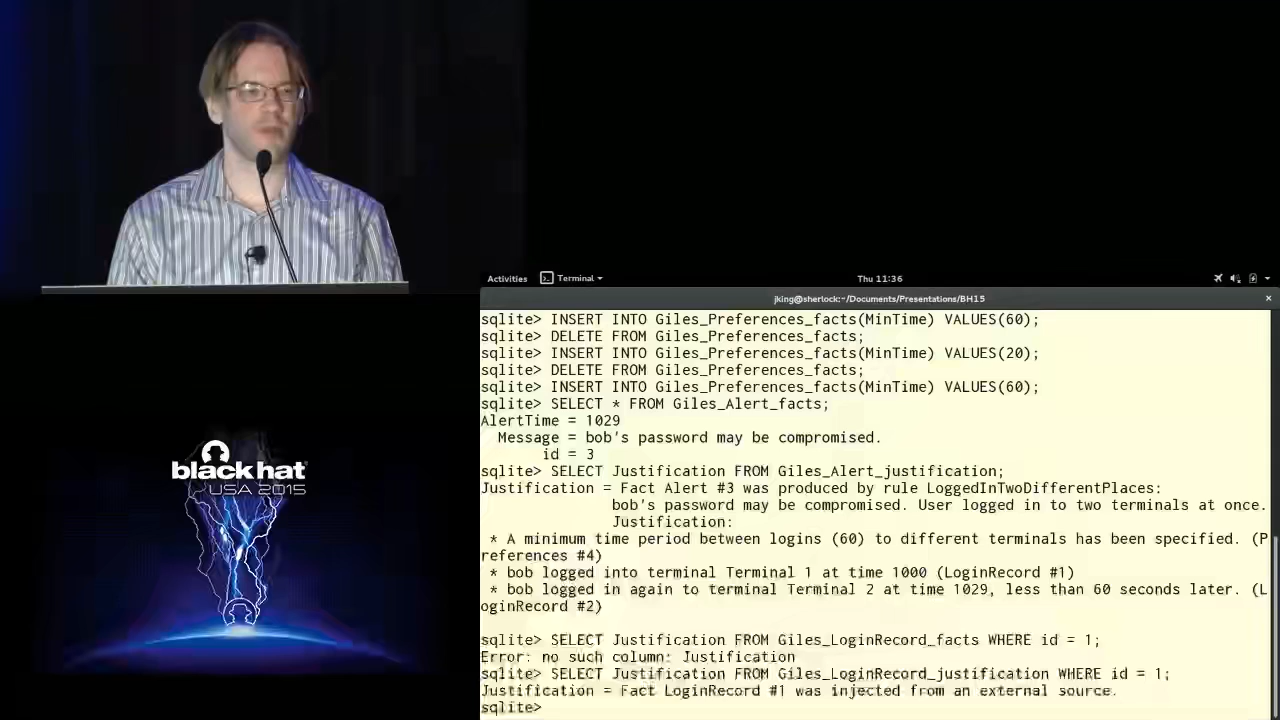 Activities Terminal Thu 11:36
jking@sherlock:~/Documents/Presentations/BH15
sqlite> INSERT INTO Giles_Preferences_facts(MinTime) VALUES(60);
sqlite> DELETE FROM Giles_Preferences_facts;
sqlite> INSERT INTO Giles_Preferences_facts(MinTime) VALUES(20);
sqlite> DELETE FROM Giles_Preferences_facts;
sqlite> INSERT INTO Giles_Preferences_facts(MinTime) VALUES(60);
sqlite> SELECT * FROM Giles_Alert_facts;
AlertTime = 1029
Message = bob's password may be compromised.
id = 3
sqlite> SELECT Justification FROM Giles_Alert_justification;
Justification = Fact Alert #3 was produced by rule LoggedInTwoDifferentPlaces:
bob's password may be compromised. User logged in to two terminals at once.
Justification:
* A minimum time period between logins (60) to different terminals has been specified. (P
references #4)
* bob logged into terminal Terminal 1 at time 1000 (LoginRecord #1)
* bob logged in again to terminal Terminal 2 at time 1029, less than 60 seconds later. (L
oginRecord #2)
sqlite> SELECT Justification FROM Giles_LoginRecord_facts WHERE id = 1;
Error: no such column: Justification
sqlite> SELECT Justification FROM Giles_LoginRecord_justification WHERE id = 1;
Justification = Fact LoginRecord #1 was injected from an external source.
sqlite>
black hat
USA 2015